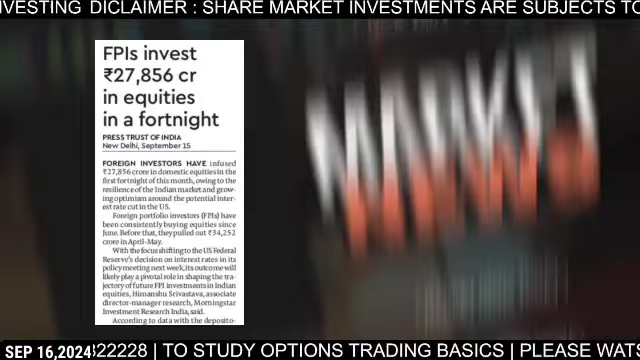 NVESTING DICLAIMER : SHARE MARKET INVESTMENTS ARE SUBJECTS TO
FPIs invest
₹27,856 cr
in equities
in a fortnight
PRESS TRUST OF INDIA
New Delhi, September 15
FOREIGN INVESTORS HAVE infused
₹27,856 crore in domestic equities in the
first fortnight of this month, owing to the
resilience of the Indian market and grow-
ing optimism around the potential inter-
est rate cut in the US.
Foreign portfolio investors (FPIs) have
been consistently buying equities since
June. Before that, they pulled out ₹34,252
crore in April-May.
With the focus shifting to the US Federal
Reserve's decision on interest rates in its
policy meeting next week, its outcome will
likely play a pivotal role in shaping the tra-
jectory of future FPI investments in Indian
equities, Himanshu Srivastava, associate
director-manager research, Morningstar
Investment Research India, said.
According to data with the deposito-
MARKET
NEWS
SEP 16,2024
322228 | TO STUDY OPTIONS TRADING BASICS | PLEASE WATS